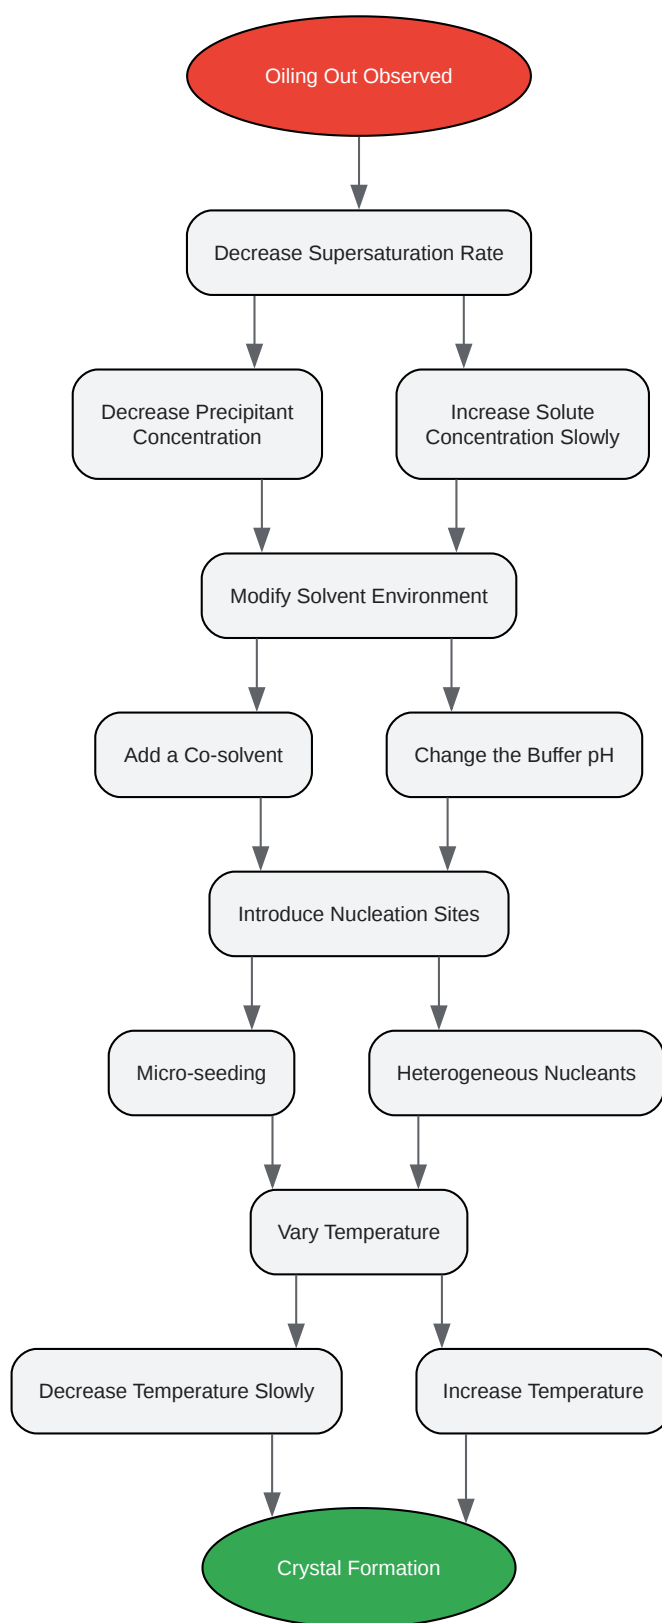 Oiling Out Observed
Decrease Supersaturation Rate
Decrease Precipitant
Concentration
Increase Solute
Concentration Slowly
Modify Solvent Environment
Add a Co-solvent
Change the Buffer pH
Introduce Nucleation Sites
Micro-seeding
Heterogeneous Nucleants
Vary Temperature
Decrease Temperature Slowly
Increase Temperature
Crystal Formation